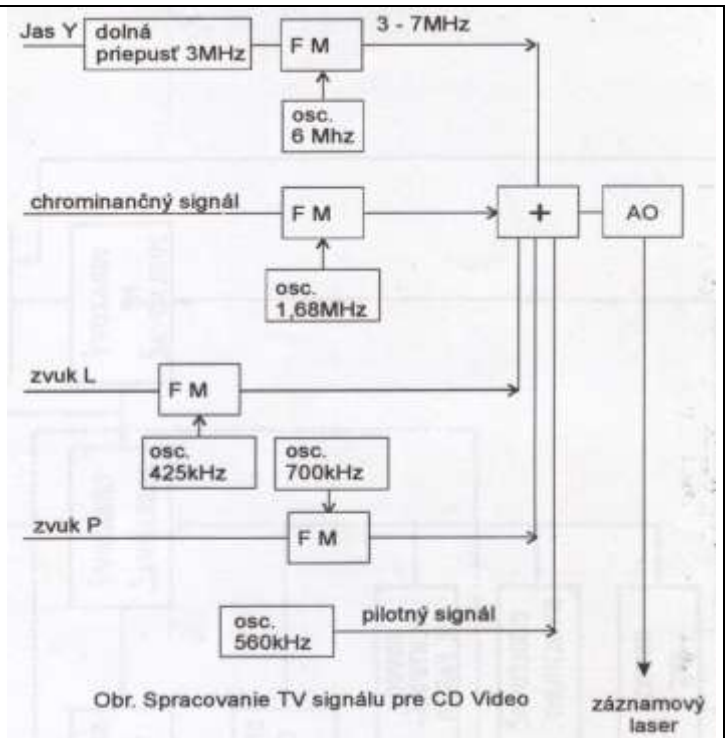 Jas Y
dolná
priepusť 3MHz
F M
3 - 7MHz
osc.
6 Mhz
chrominančný signál
F M
+
AO
osc.
1,68MHz
zvuk L
F M
osc.
425kHz
osc.
700kHz
zvuk P
F M
osc.
560kHz
pilotný signál
Obr. Spracovanie TV signálu pre CD Video
záznamový
laser